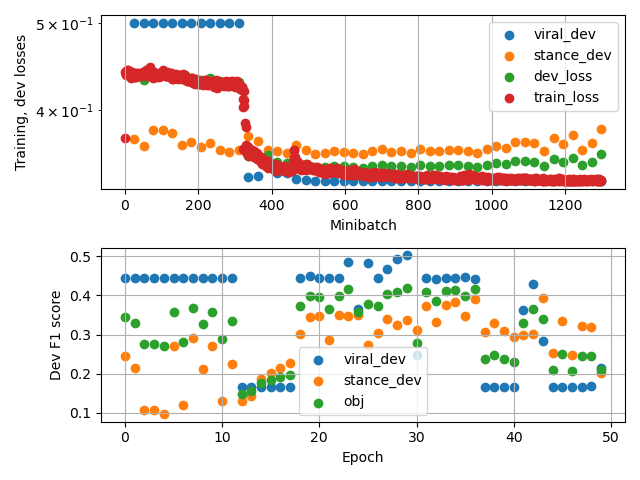 5 × 10⁻¹
4 × 10⁻¹
Training, dev losses
viral_dev
stance_dev
dev_loss
train_loss
0 200 400 600 800 1000 1200
Minibatch
0.5
0.4
0.3
0.2
0.1
Dev F1 score
viral_dev
stance_dev
obj
0 10 20 30 40 50
Epoch